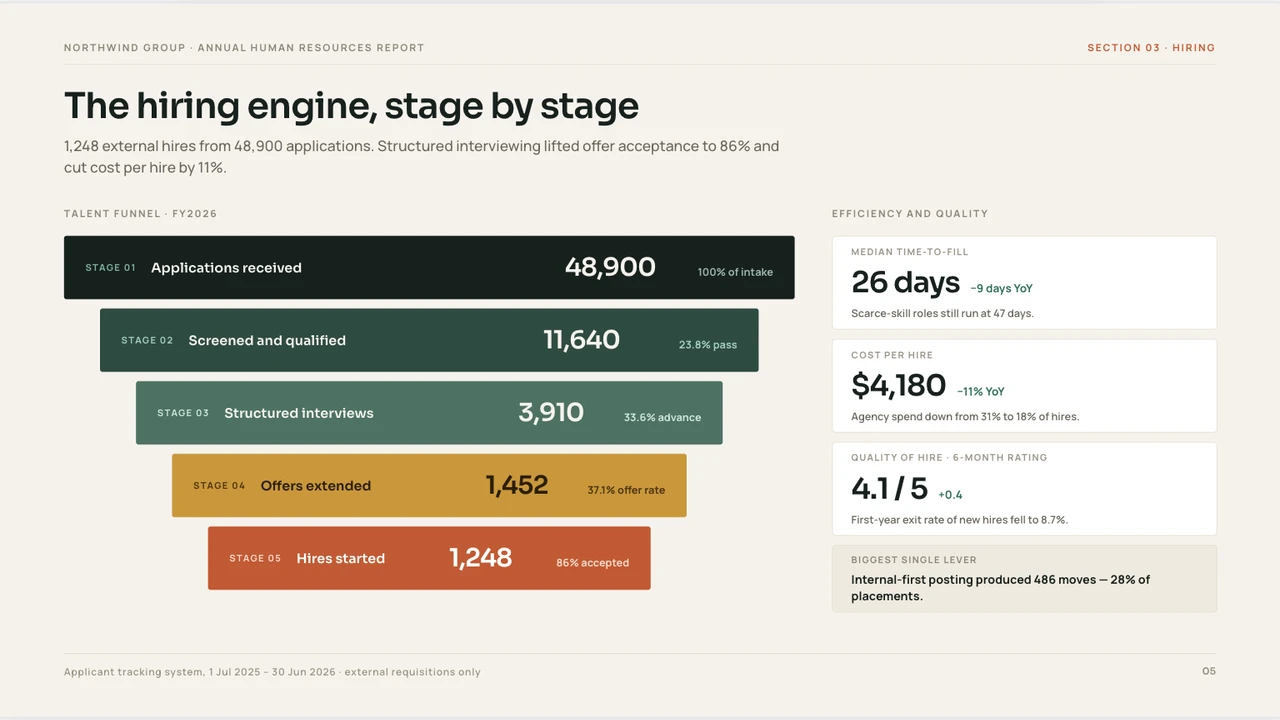 NORTHWIND GROUP · ANNUAL HUMAN RESOURCES REPORT
SECTION 03 · HIRING
The hiring engine, stage by stage
1,248 external hires from 48,900 applications. Structured interviewing lifted offer acceptance to 86% and
cut cost per hire by 11%.
TALENT FUNNEL · FY2026
STAGE 01 Applications received 48,900 100% of intake
STAGE 02 Screened and qualified 11,640 23.8% pass
STAGE 03 Structured interviews 3,910 33.6% advance
STAGE 04 Offers extended 1,452 37.1% offer rate
STAGE 05 Hires started 1,248 86% accepted
EFFICIENCY AND QUALITY
MEDIAN TIME-TO-FILL
26 days −9 days YoY
Scarce-skill roles still run at 47 days.
COST PER HIRE
$4,180 −11% YoY
Agency spend down from 31% to 18% of hires.
QUALITY OF HIRE · 6-MONTH RATING
4.1 / 5 +0.4
First-year exit rate of new hires fell to 8.7%.
BIGGEST SINGLE LEVER
Internal-first posting produced 486 moves — 28% of
placements.
Applicant tracking system, 1 Jul 2025 – 30 Jun 2026 · external requisitions only
05